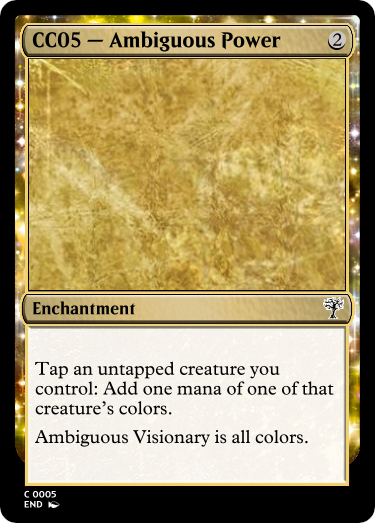 CC05 — Ambiguous Power 2
Enchantment
Tap an untapped creature you
control: Add one mana of one of that
creature's colors.
Ambiguous Visionary is all colors.
C 0005
END